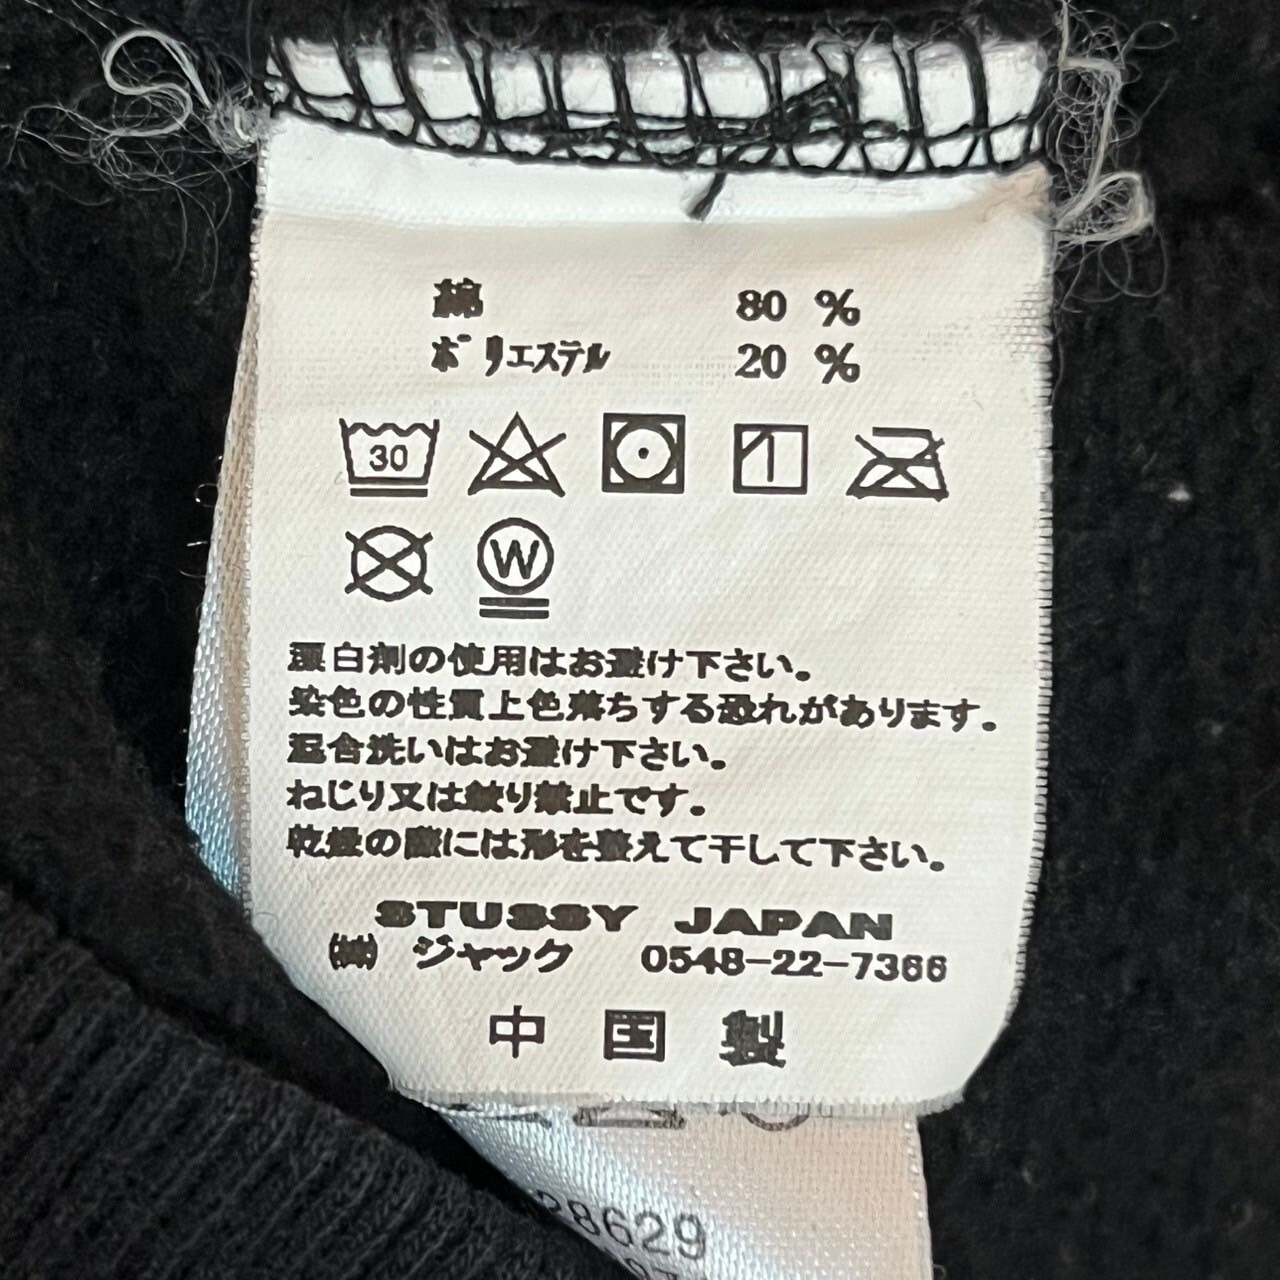 綿 80 %
ポリエステル 20 %
30
W
漂白剤の使用はお避け下さい。
染色の性質上色落ちする恐れがあります。
混合洗いはお避け下さい。
ねじり又は絞り禁止です。
乾燥の際には形を整えて干して下さい。
STUSSY JAPAN
㈱ ジャック 0548-22-7366
中国製
28629